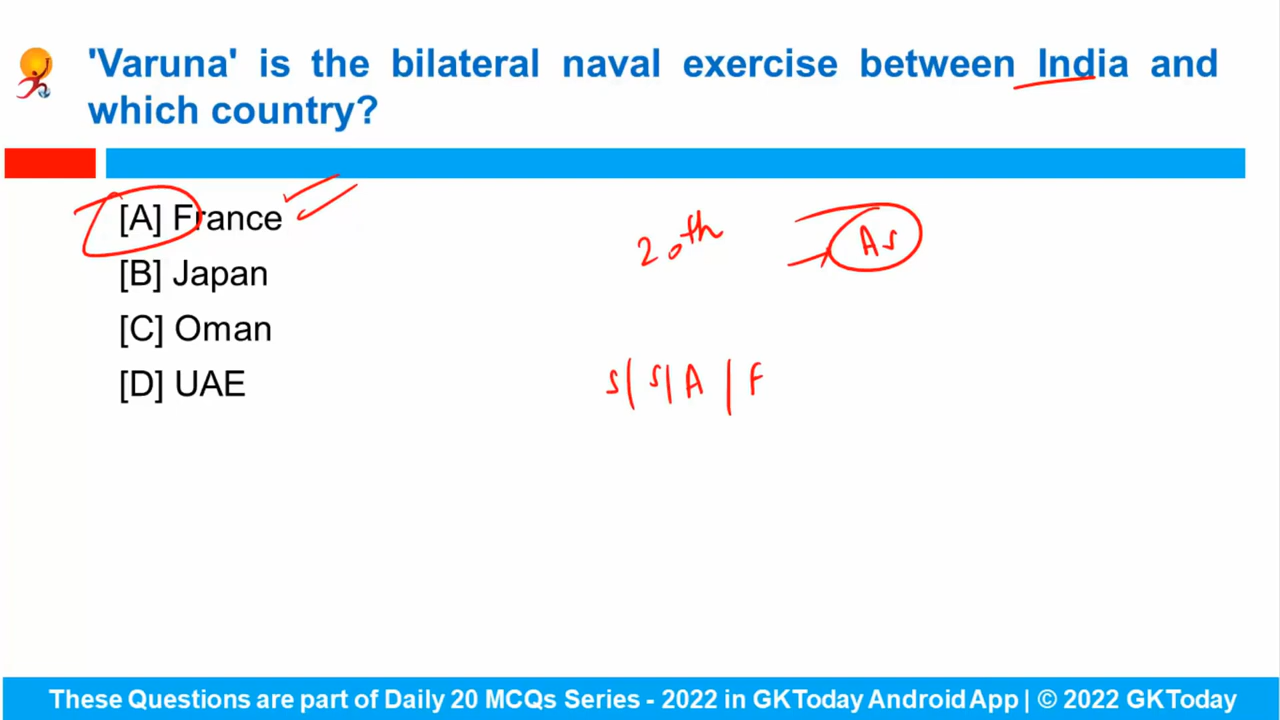 'Varuna' is the bilateral naval exercise between India and
which country?
[A] France
[B] Japan
[C] Oman
[D] UAE
20th
As
S| S| A | F
These Questions are part of Daily 20 MCQs Series - 2022 in GKToday Android App | © 2022 GKToday